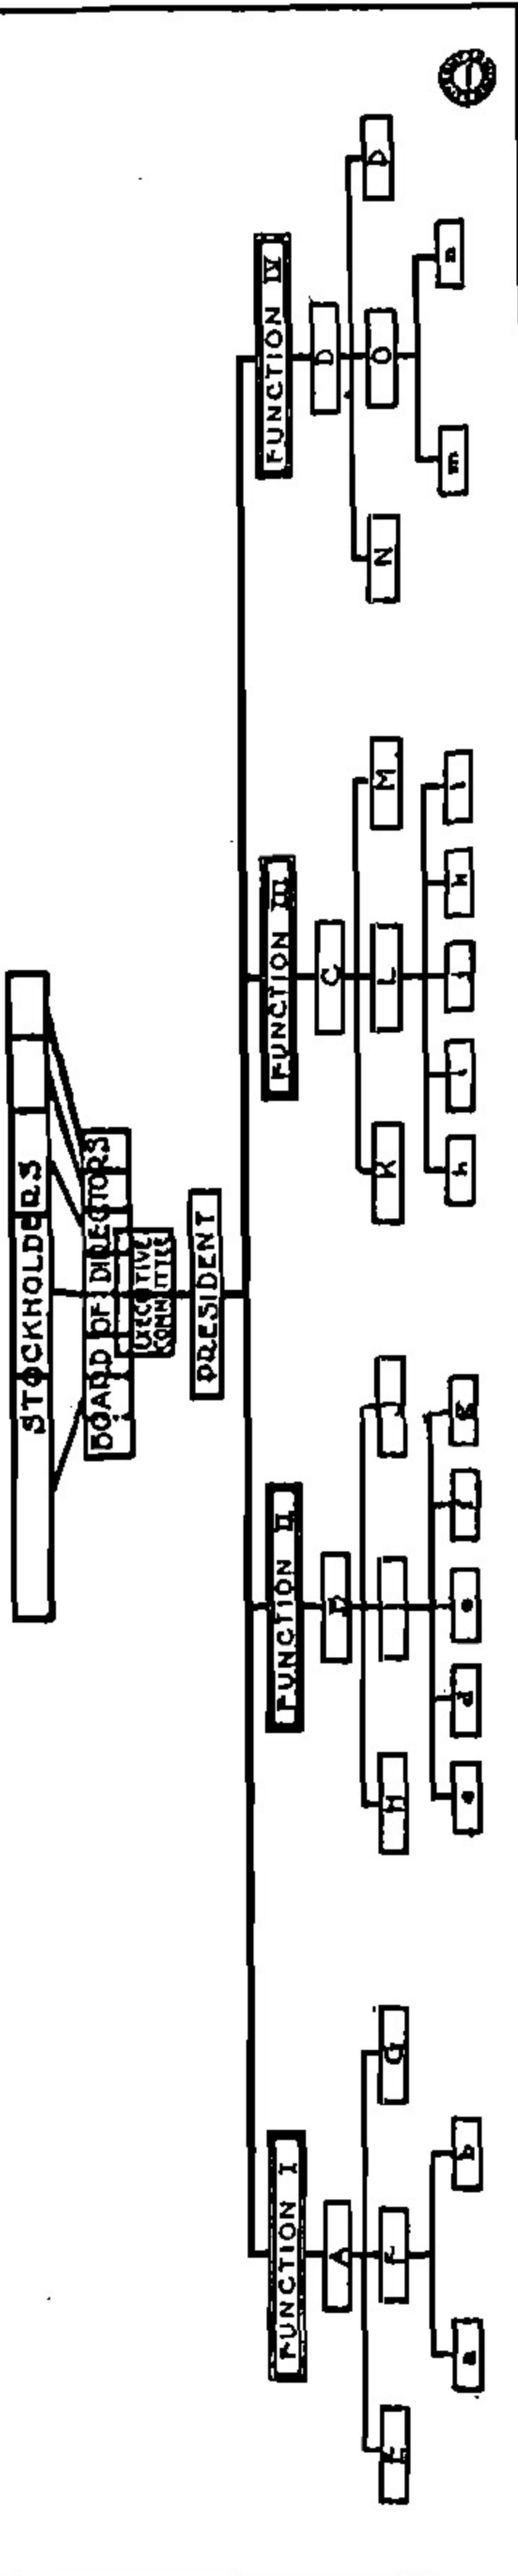 STOCKHOLDERS
BOARD OF DIRECTORS
EXECUTIVE
COMMITTEE
PRESIDENT
FUNCTION I
FUNCTION II
FUNCTION III
FUNCTION IV
A
C
D
E
F
G
H
K
L
M
N
O
a
b
d
e
g
h
i
j
k
l
m
n